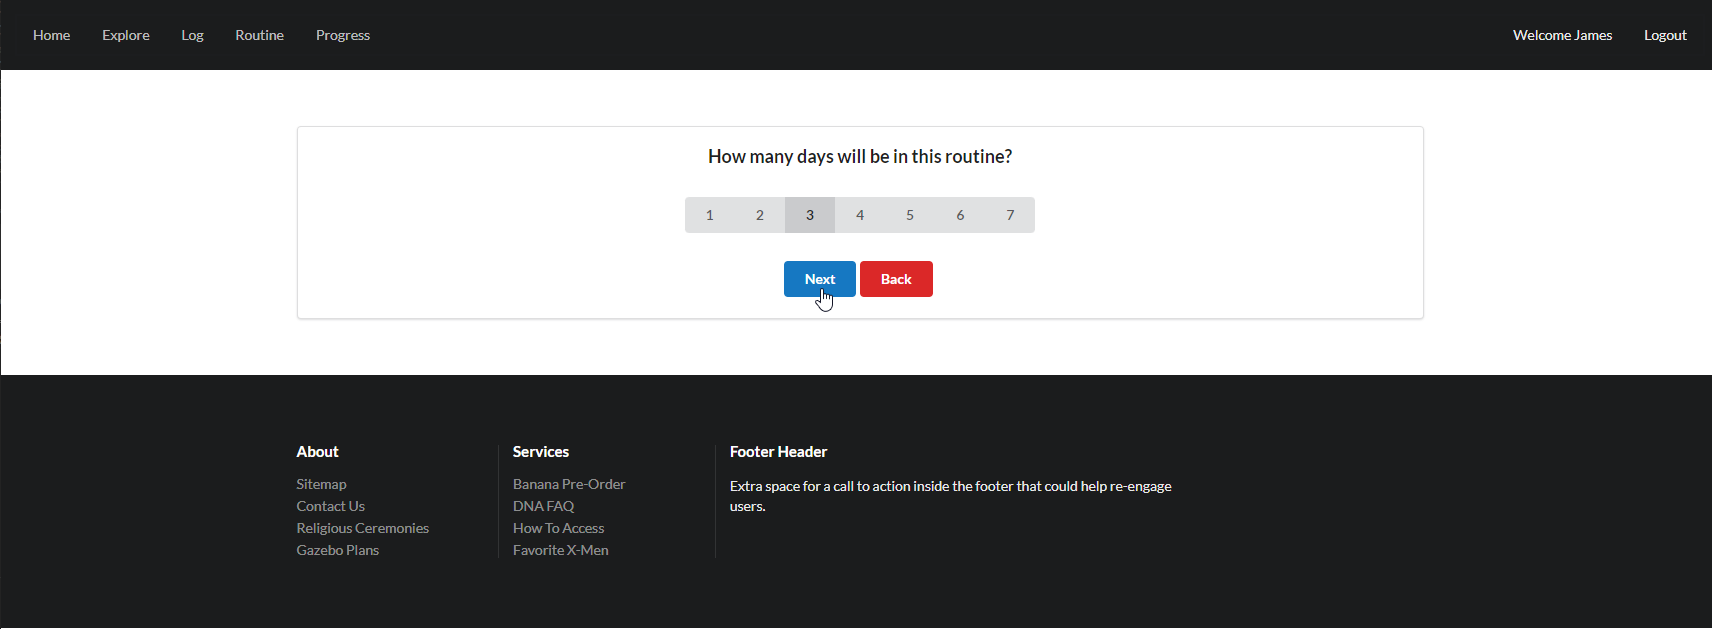 Home Explore Log Routine Progress Welcome James Logout
How many days will be in this routine?
1 2 3 4 5 6 7
Next Back
About
Sitemap
Contact Us
Religious Ceremonies
Gazebo Plans
Services
Banana Pre-Order
DNA FAQ
How To Access
Favorite X-Men
Footer Header
Extra space for a call to action inside the footer that could help re-engage
users.